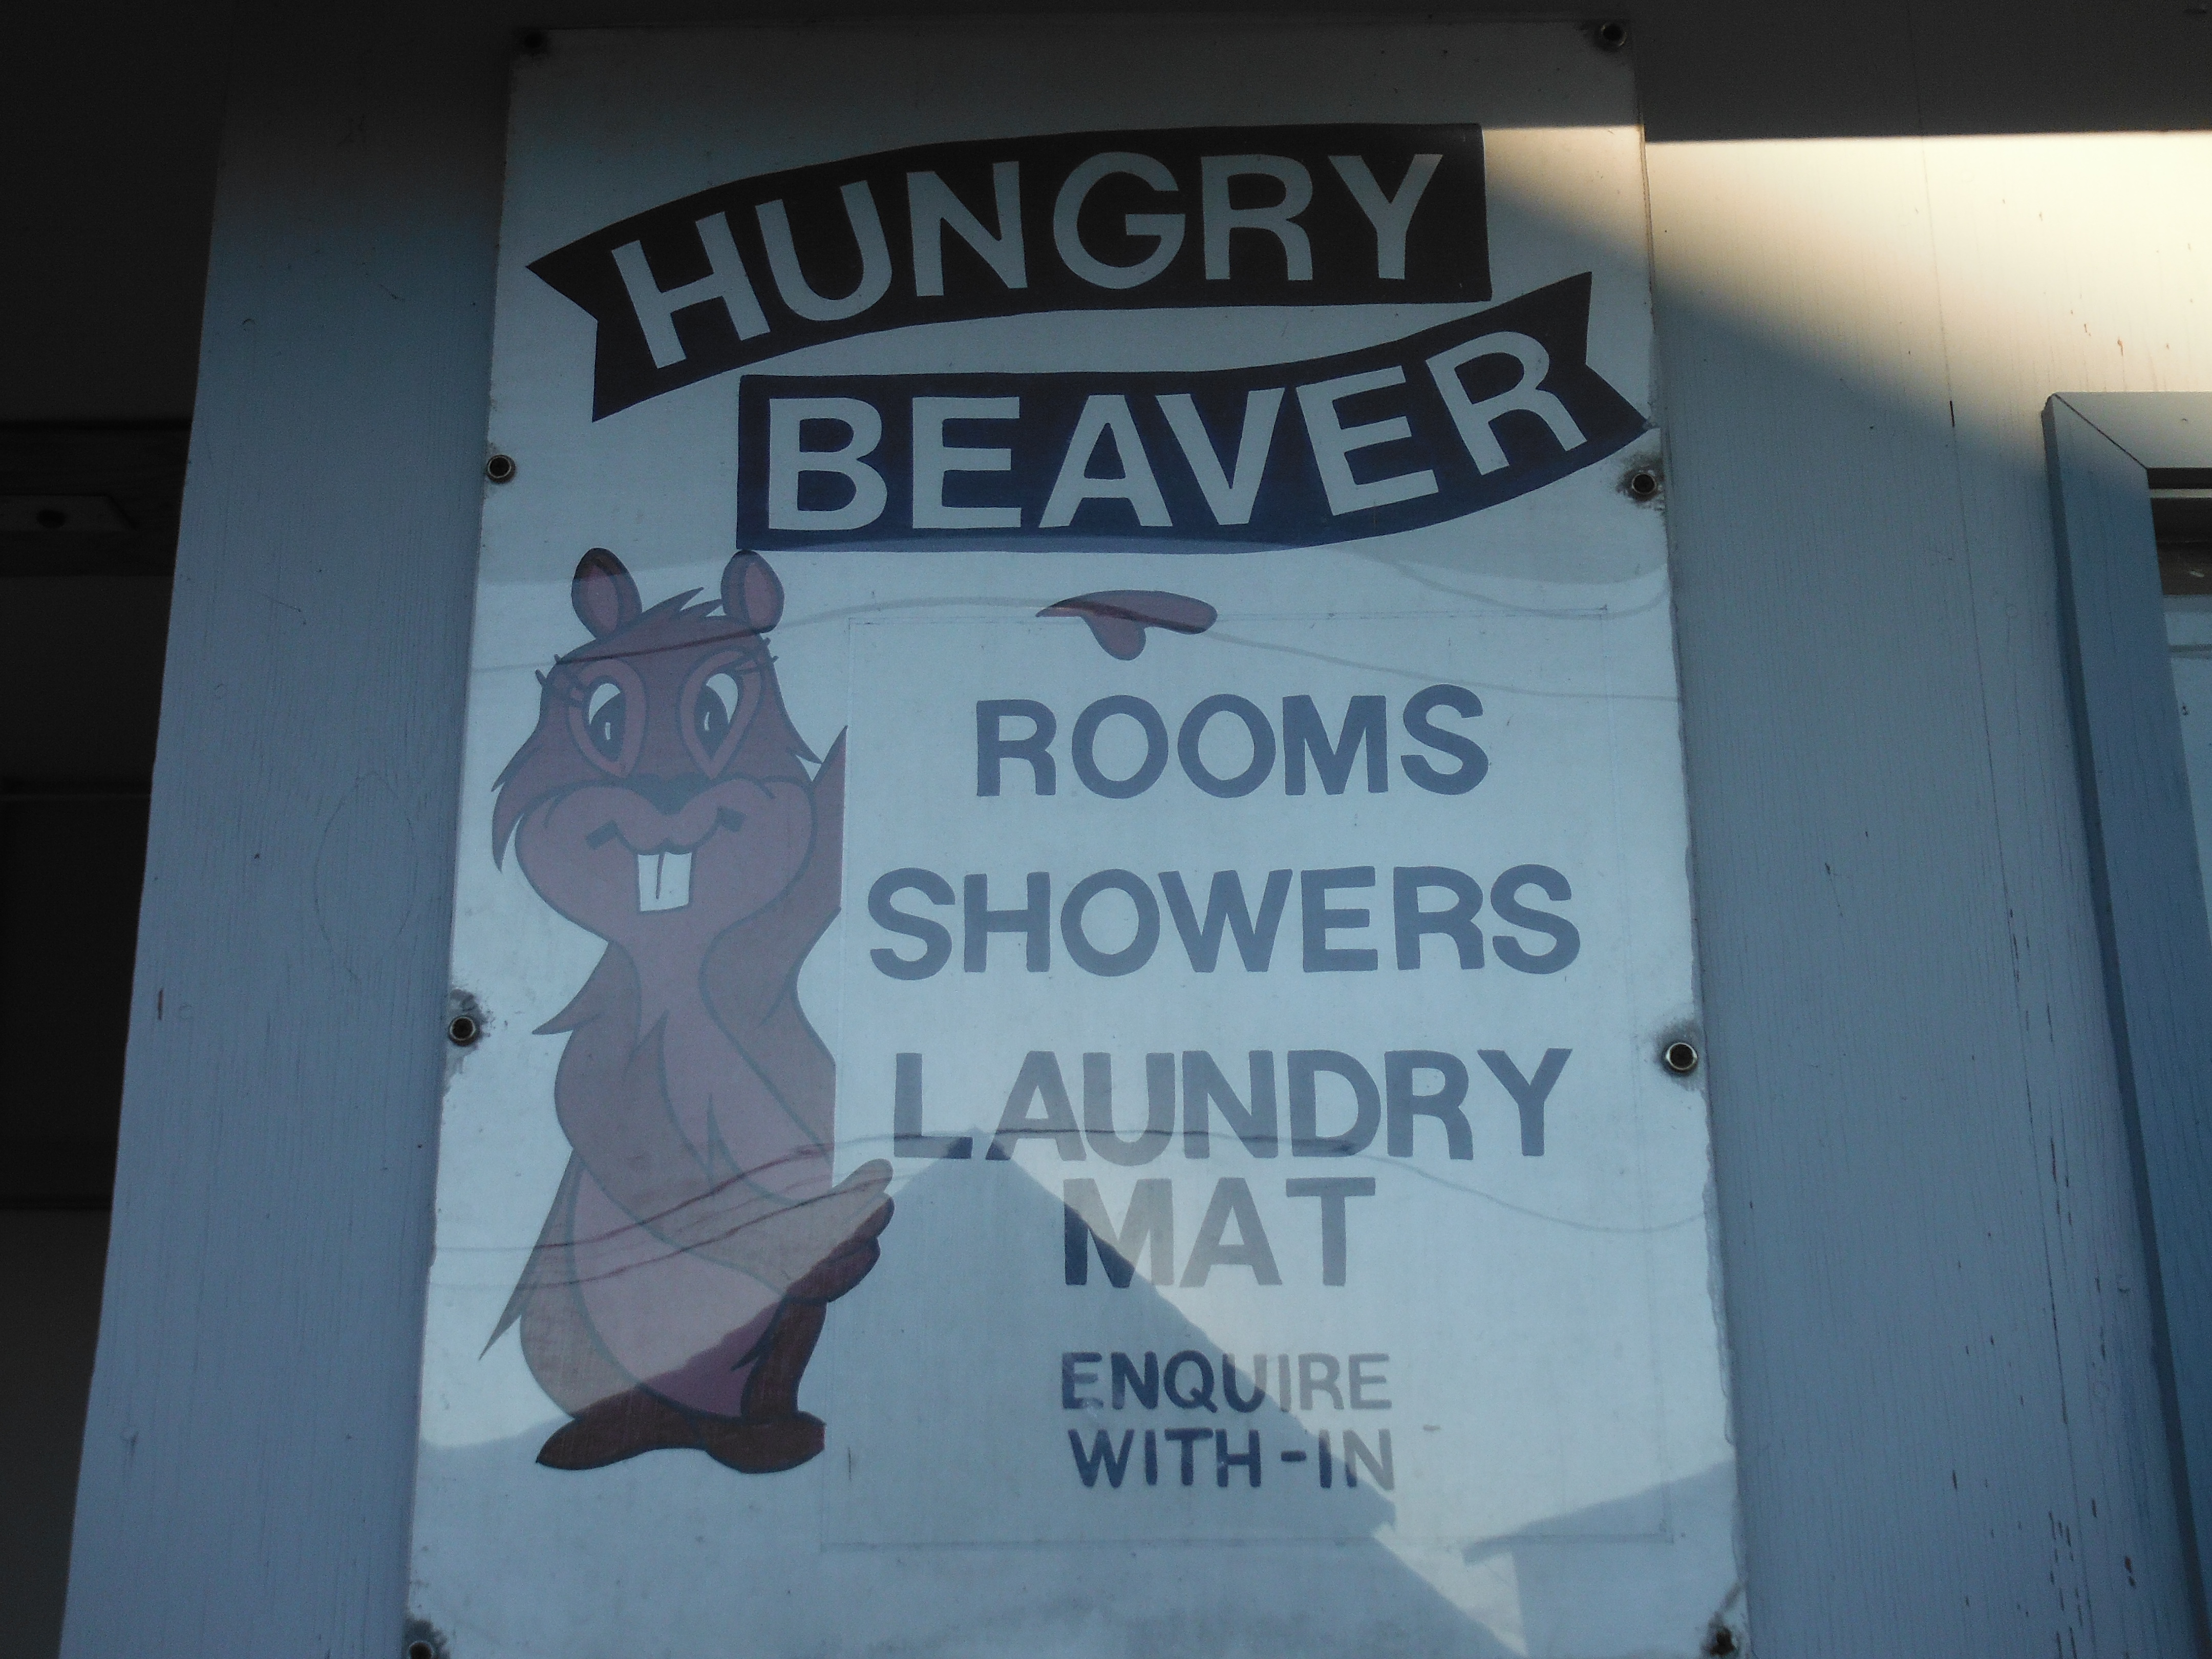 HUNGRY
BEAVER
ROOMS
SHOWERS
LAUNDRY
MAT
ENQUIRE
WITH-IN